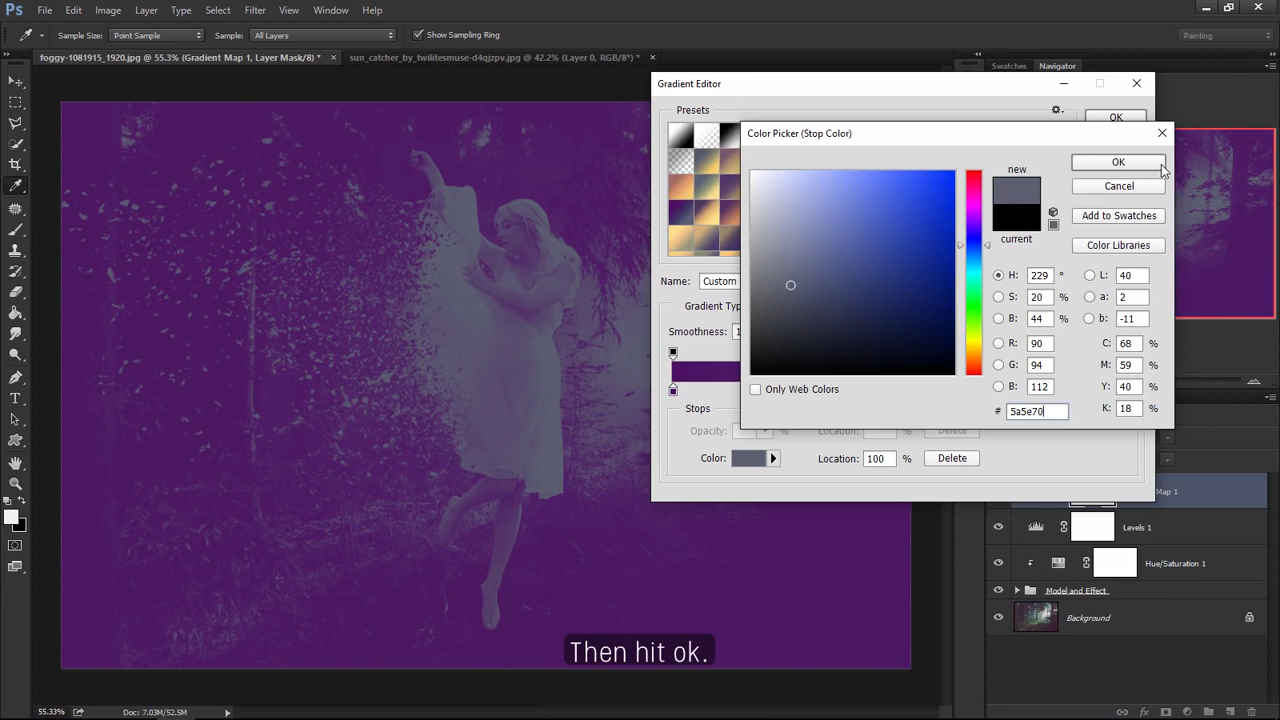 Ps File Edit Image Layer Type Select Filter View Window Help
Sample Size: Point Sample Sample: All Layers Show Sampling Ring Painting
foggy-1081915_1920.jpg @ 55.3% (Gradient Map 1, Layer Mask/8) * × sun_catcher_by_twilitesmuse-d4qjzpv.jpg @ 42.2% (Layer 0, RGB/8) * ×
Swatches Navigator
Gradient Editor
Presets
OK
Color Picker (Stop Color)
new
OK
Cancel
Add to Swatches
current
Color Libraries
H: 229 ° L: 40
S: 20 % a: 2
B: 44 % b: -11
R: 90 C: 68 %
G: 94 M: 59 %
B: 112 Y: 40 %
# 5a5e70 K: 18 %
Only Web Colors
Name: Custom
Gradient Typ
Smoothness: 1
Stops
Opacity: % Location: Delete
Color: Location: 100 % Delete
Map 1
Levels 1
Hue/Saturation 1
Model and Effect
Background
Then hit ok.
55.33% Doc: 7.03M/52.5M